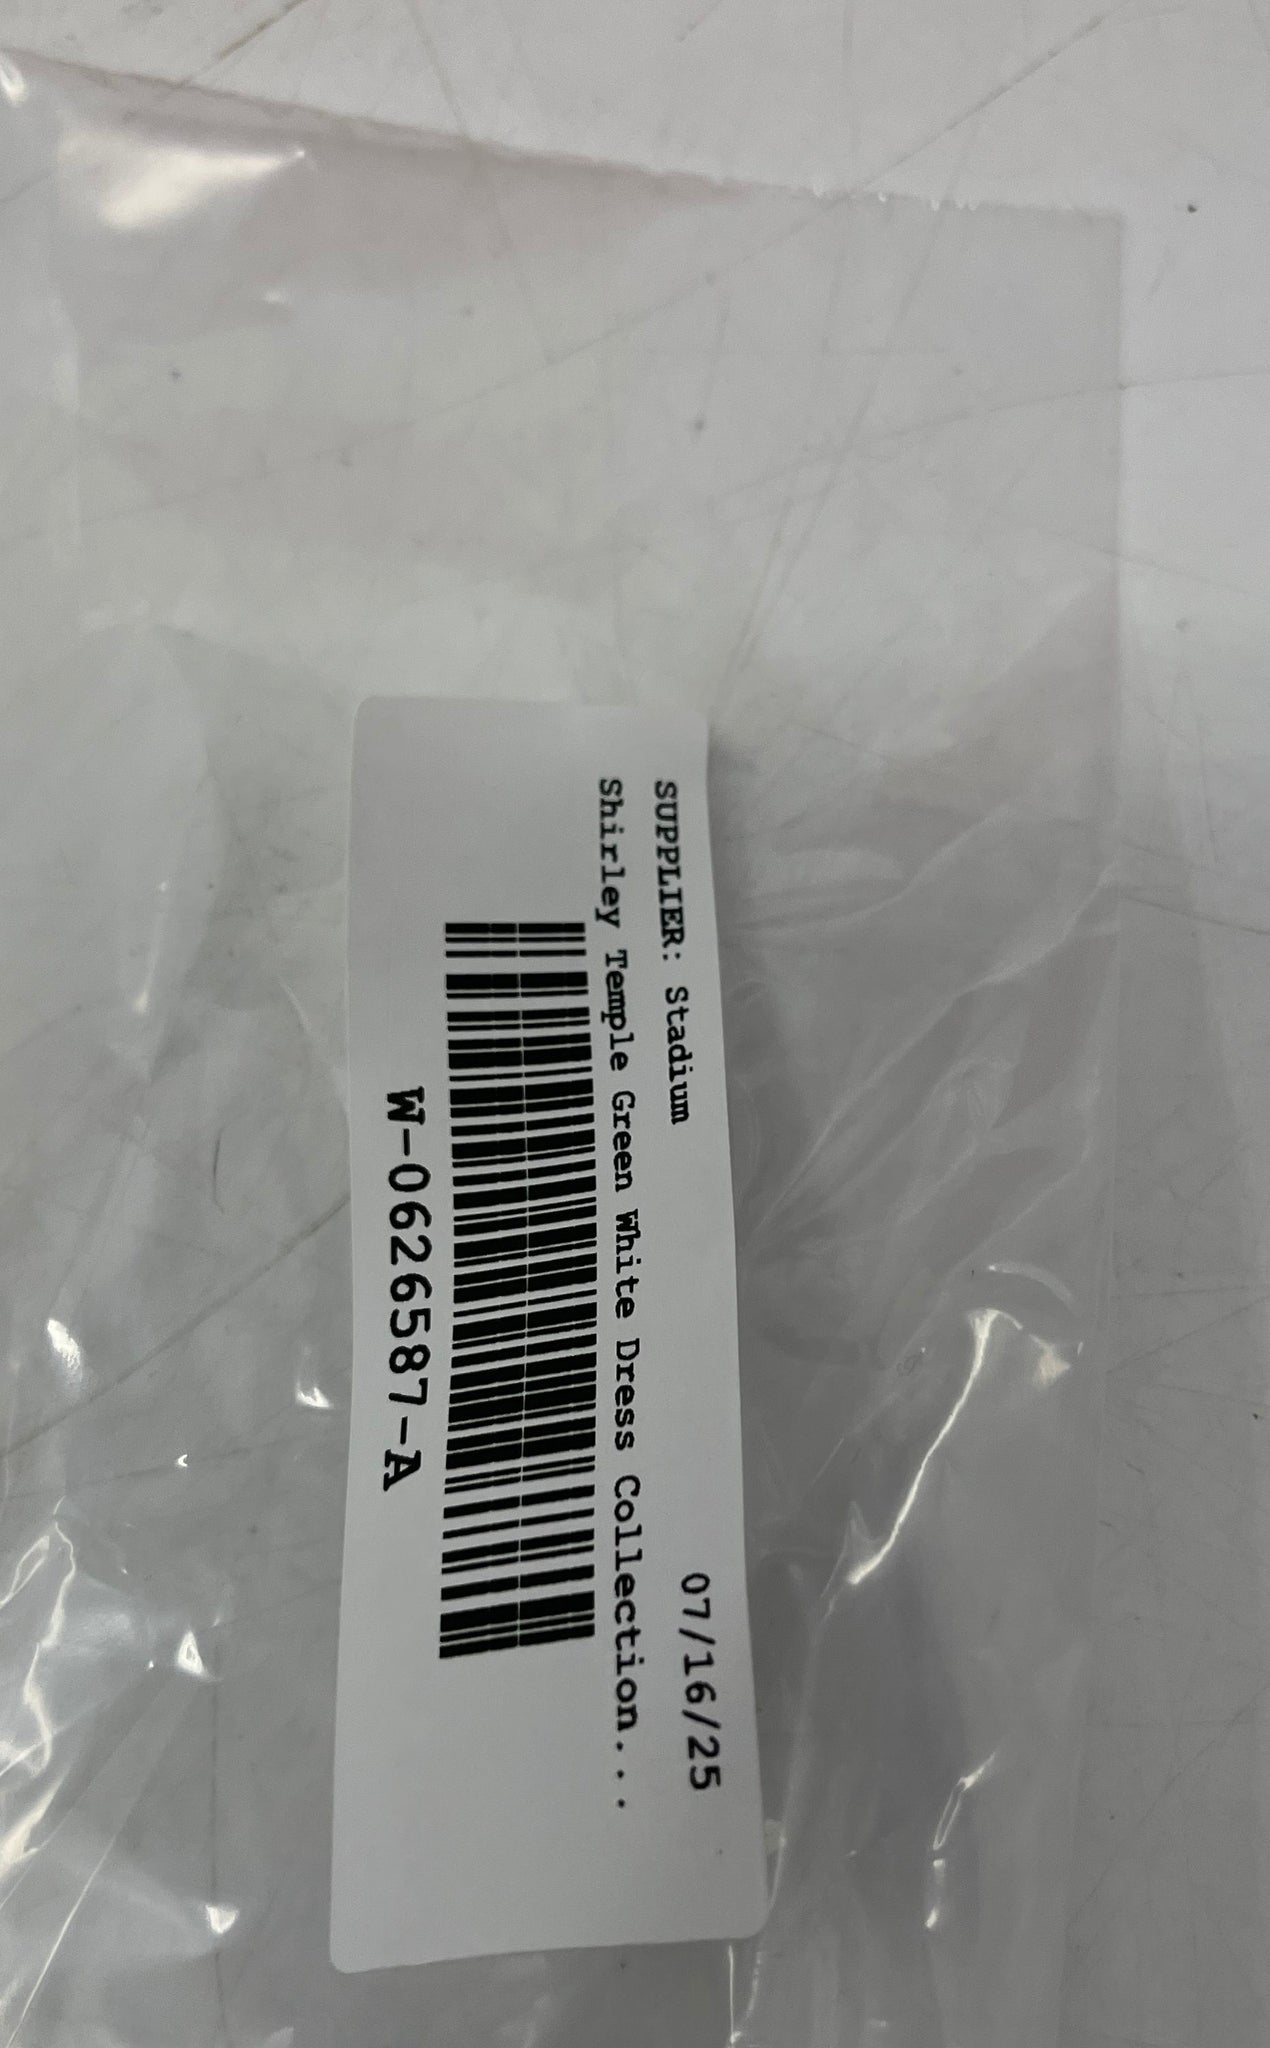 SUPPLIER: Stadium 07/16/25
Shirley Temple Green White Dress Collection...
W-0626587-A